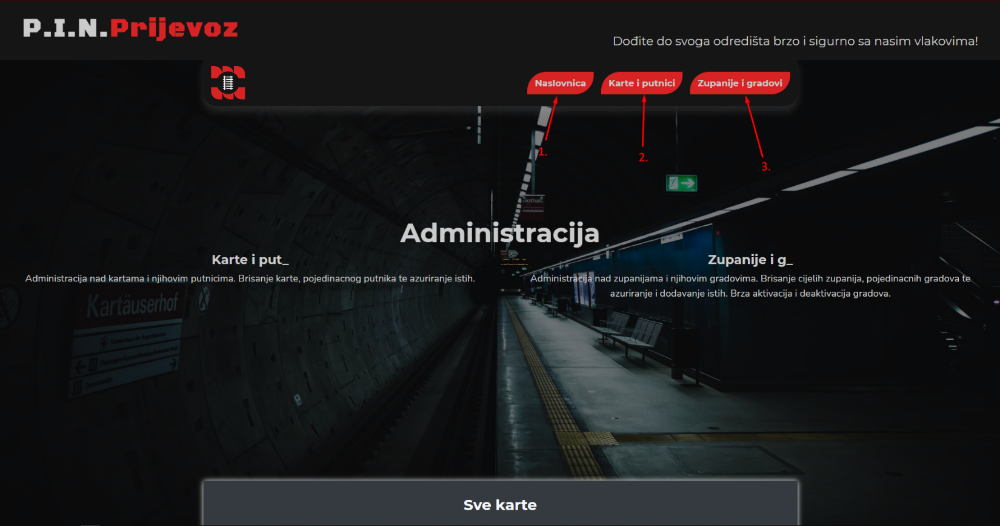 P.I.N.Prijevoz
Dođite do svoga odredišta brzo i sigurno sa nasim vlakovima!
Naslovnica
Karte i putnici
Zupanije i gradovi
1.
2.
3.
Administracija
Karte i put_
Administracija nad kartama i njihovim putnicima. Brisanje karte, pojedinacnog putnika te azuriranje istih.
Zupanije i g_
Administracija nad zupanijama i njihovim gradovima. Brisanje cijelih zupanija, pojedinacnih gradova te
azuriranje i dodavanje istih. Brza aktivacija i deaktivacija gradova.
Kartäuserhof
Sve karte